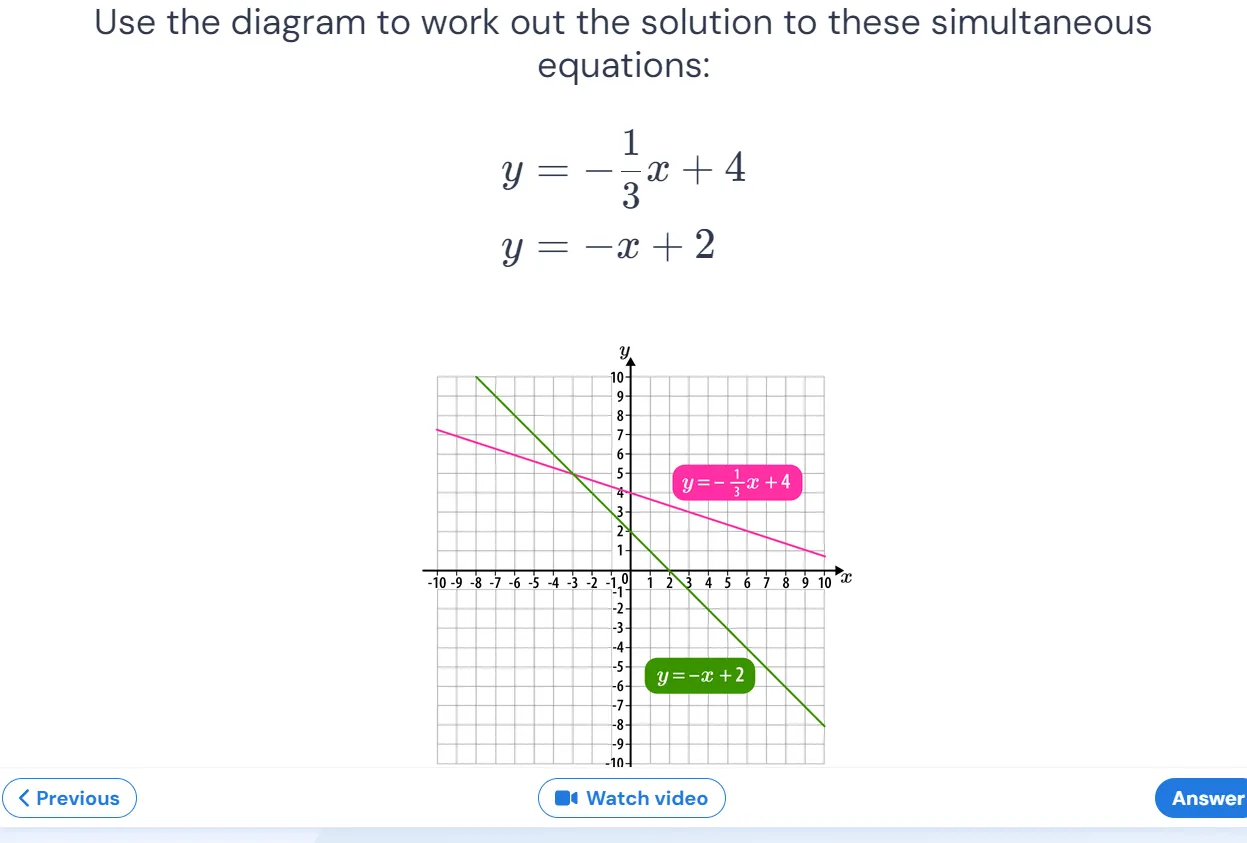 Use the diagram to work out the solution to these simultaneous
equations:
y = −\frac{1}{3}x + 4
y = −x + 2
y
10
9
8
7
6
5
4
3
2
1
y = − \frac{1}{3}x + 4
-10 -9 -8 -7 -6 -5 -4 -3 -2 -1 0 1 2 3 4 5 6 7 8 9 10 x
-1
-2
-3
-4
-5
-6
-7
-8
-9
-10
y = −x + 2
Previous
Watch video
Answer